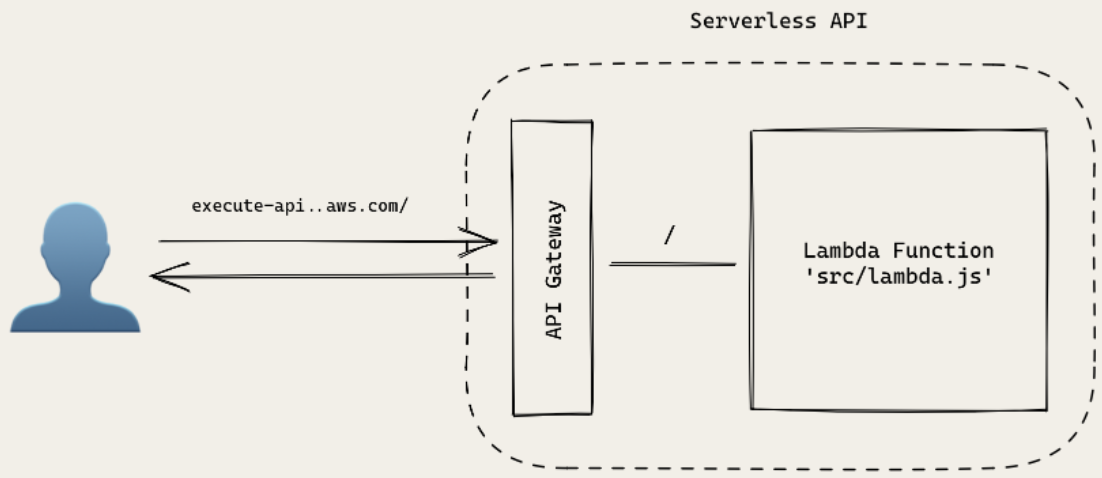 Serverless API
execute-api..aws.com/
API Gateway
/
Lambda Function
'src/lambda.js'